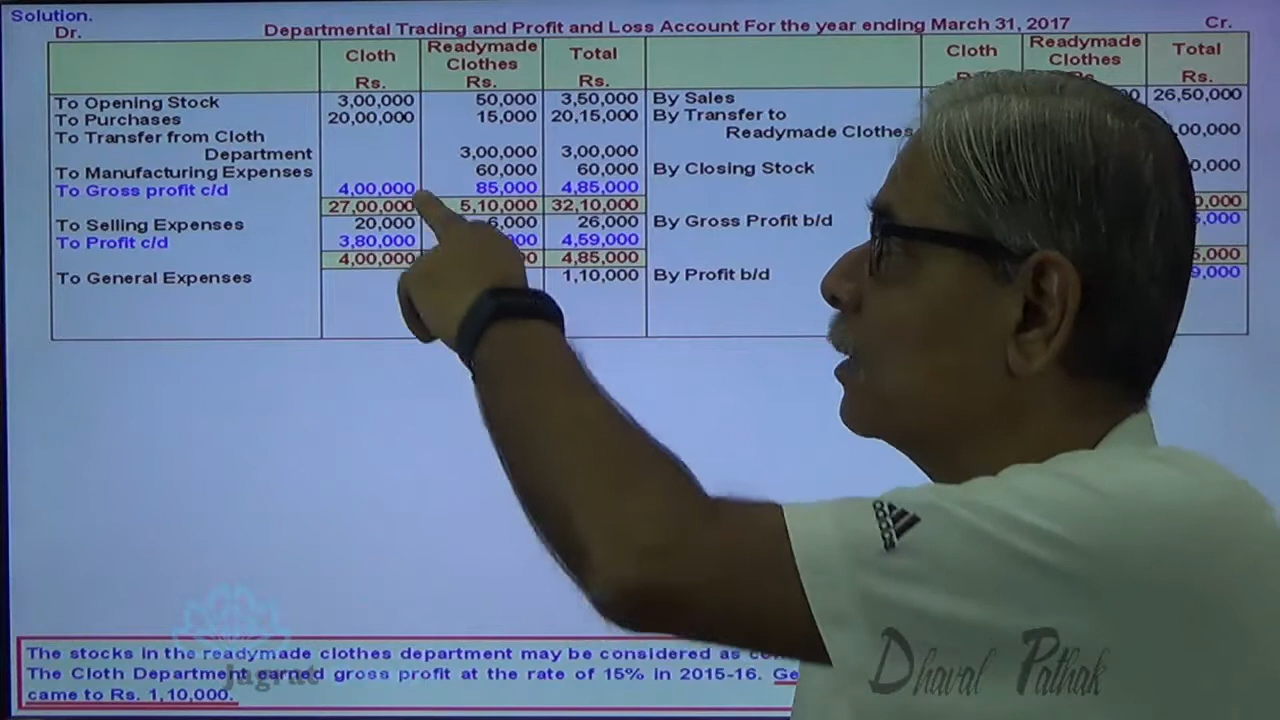 Solution.
Departmental Trading and Profit and Loss Account For the year ending March 31, 2017
Dr. Cr.
Cloth Rs. Readymade Clothes Rs. Total Rs. Cloth Readymade Clothes Total Rs.
To Opening Stock 3,00,000 50,000 3,50,000 By Sales 26,50,000
To Purchases 20,00,000 15,000 20,15,000 By Transfer to
To Transfer from Cloth Readymade Clothes
Department 3,00,000 3,00,000
To Manufacturing Expenses 60,000 60,000 By Closing Stock
To Gross profit c/d 4,00,000 85,000 4,85,000
27,00,000 5,10,000 32,10,000
To Selling Expenses 20,000 6,000 26,000 By Gross Profit b/d
To Profit c/d 3,80,000 4,59,000
4,00,000 4,85,000
To General Expenses 1,10,000 By Profit b/d
The stocks in the readymade clothes department may be considered as
The Cloth Department earned gross profit at the rate of 15% in 2015-16.
came to Rs. 1,10,000.
Jagrat
adidas
Dhaval Pathak